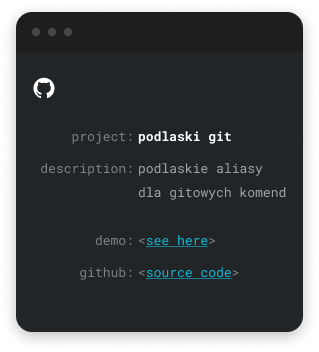 project: podlaski git
description: podlaskie aliasy
dla gitowych komend
demo: <see here>
github: <source code>